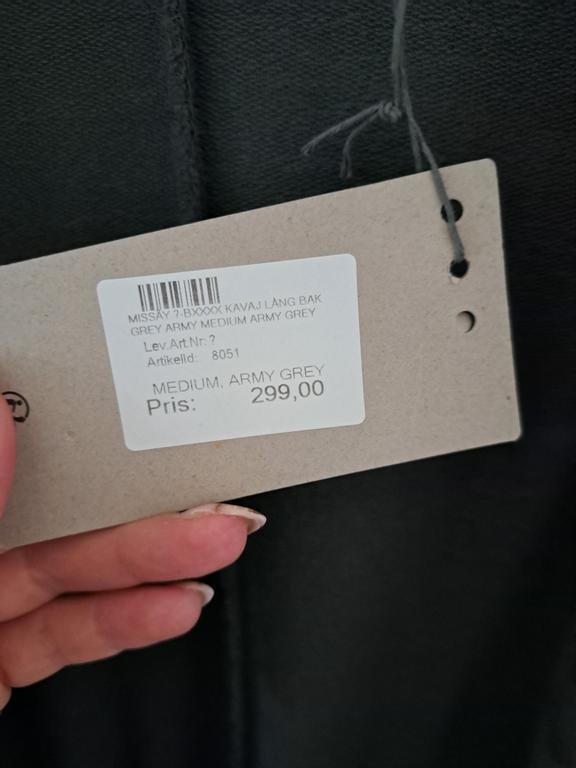 MISSAY ?-BXXXX KAVAJ LÅNG BAK
GREY ARMY MEDIUM ARMY GREY
Lev.Art.Nr: ?
ArtikelId: 8051
MEDIUM, ARMY GREY
Pris: 299,00